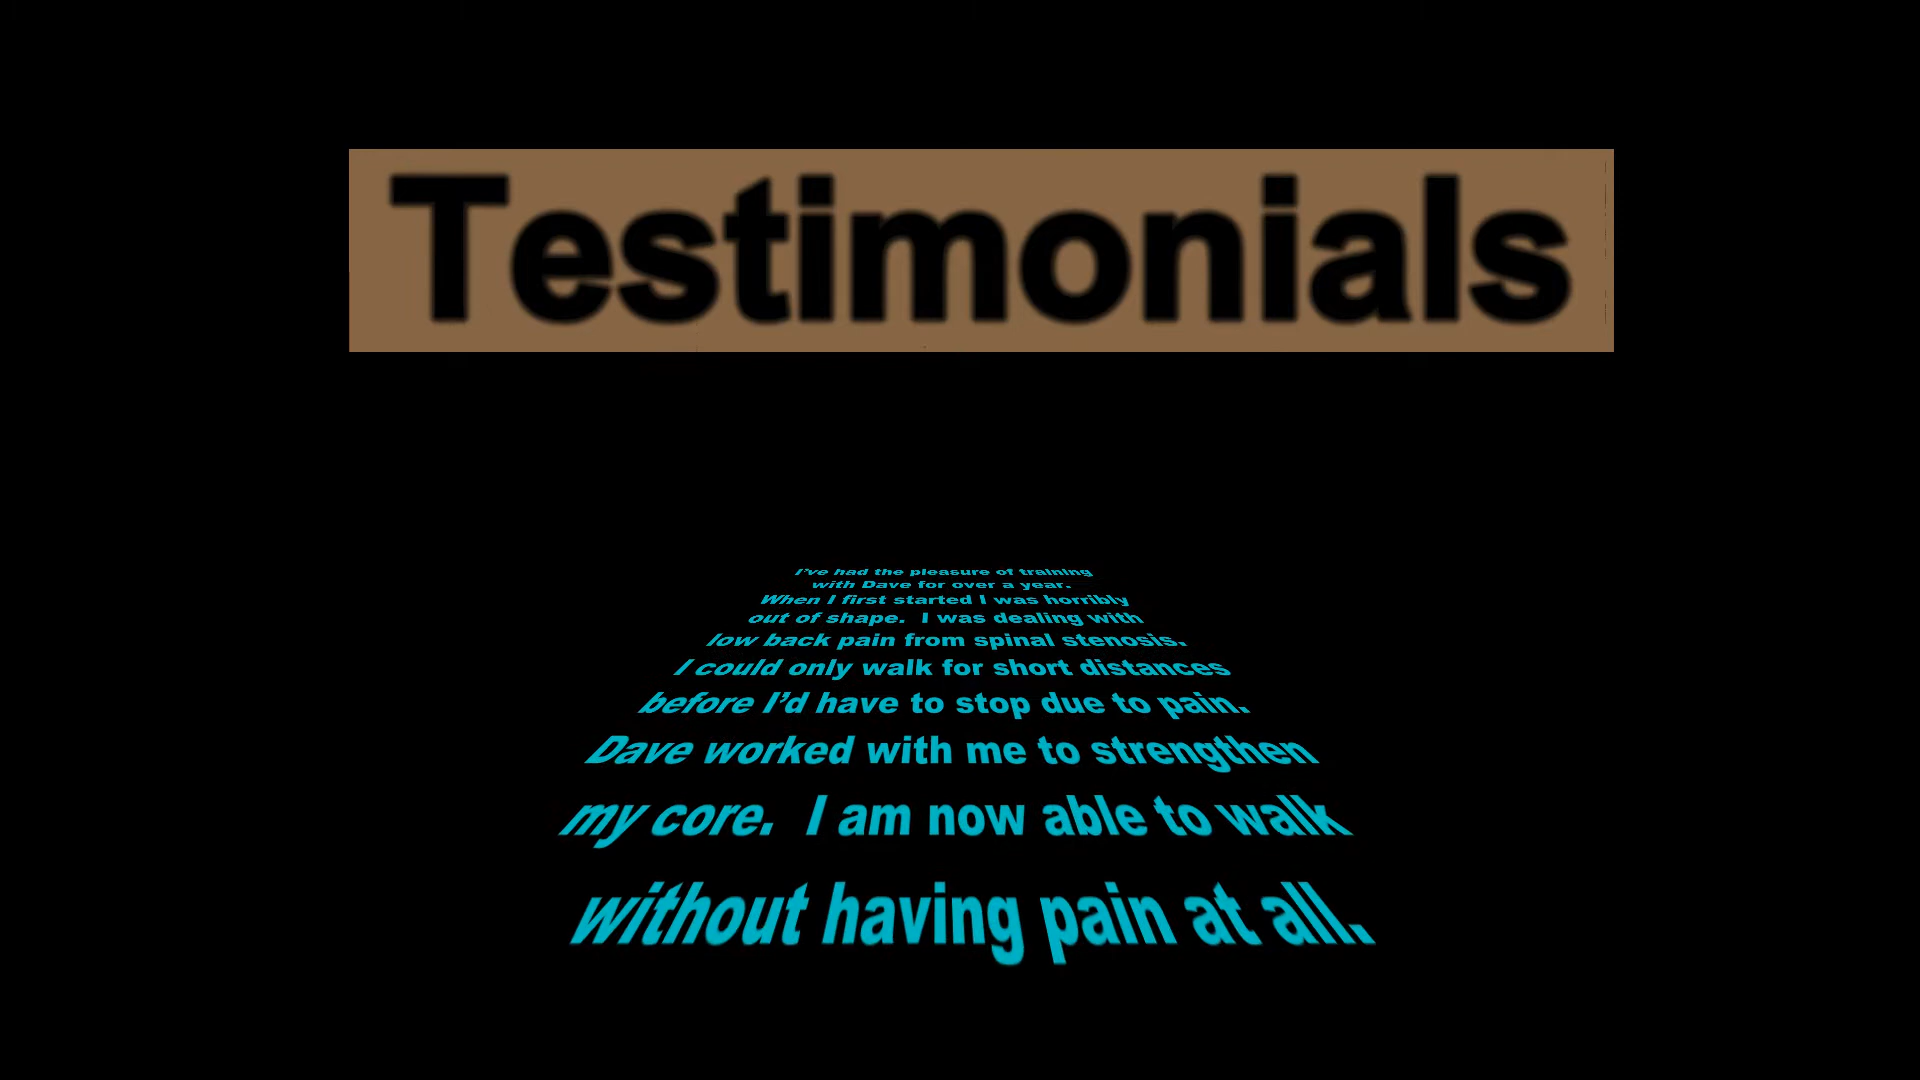 Testimonials
I’ve had the pleasure of training
with Dave for over a year.
When I first started I was horribly
out of shape.  I was dealing with
low back pain from spinal stenosis.
I could only walk for short distances
before I’d have to stop due to pain.
Dave worked with me to strengthen
my core.  I am now able to walk
without having pain at all.